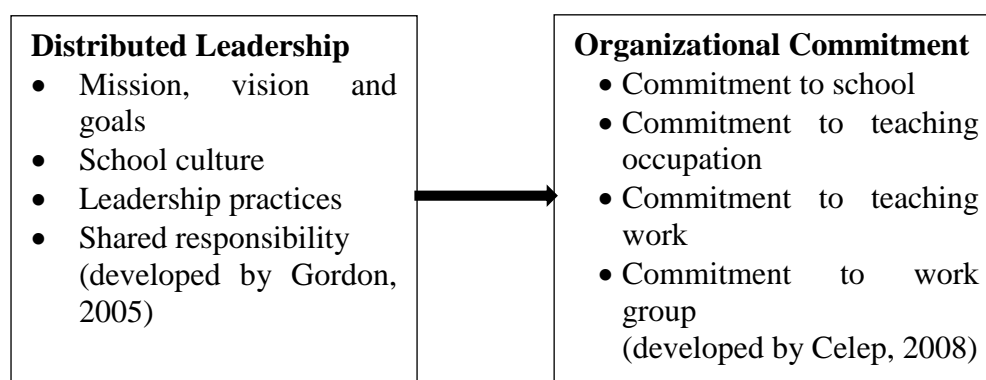 Distributed Leadership
• Mission, vision and
goals
• School culture
• Leadership practices
• Shared responsibility
(developed by Gordon,
2005)
Organizational Commitment
• Commitment to school
• Commitment to teaching
occupation
• Commitment to teaching
work
• Commitment to work
group
(developed by Celep, 2008)